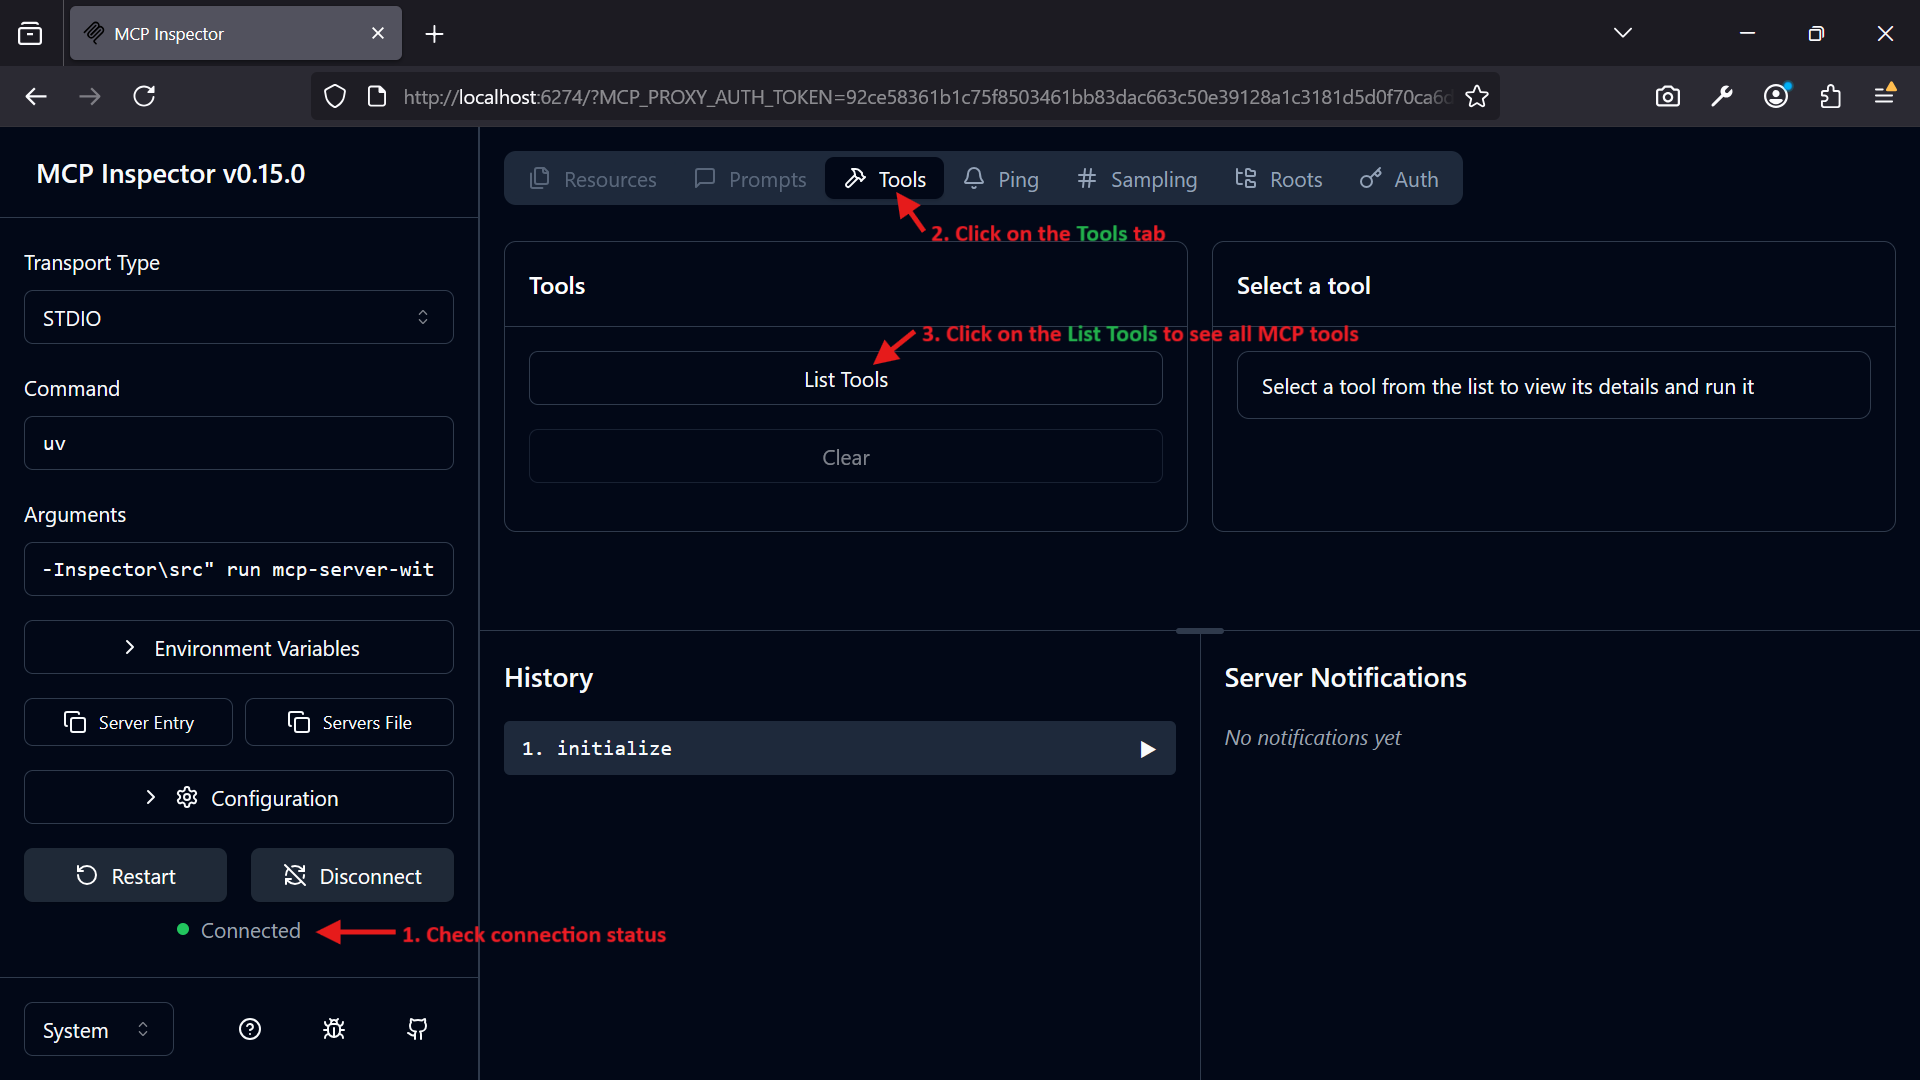 MCP Inspector
http://localhost:6274/?MCP_PROXY_AUTH_TOKEN=92ce58361b1c75f8503461bb83dac663c50e39128a1c3181d5d0f70ca6d
MCP Inspector v0.15.0
Transport Type
STDIO
Command
uv
Arguments
-Inspector\src" run mcp-server-wit
Environment Variables
Server Entry
Servers File
Configuration
Restart
Disconnect
Connected
1. Check connection status
System
Resources
Prompts
Tools
Ping
Sampling
Roots
Auth
2. Click on the Tools tab
Tools
3. Click on the List Tools to see all MCP tools
List Tools
Clear
Select a tool
Select a tool from the list to view its details and run it
History
1. initialize
Server Notifications
No notifications yet